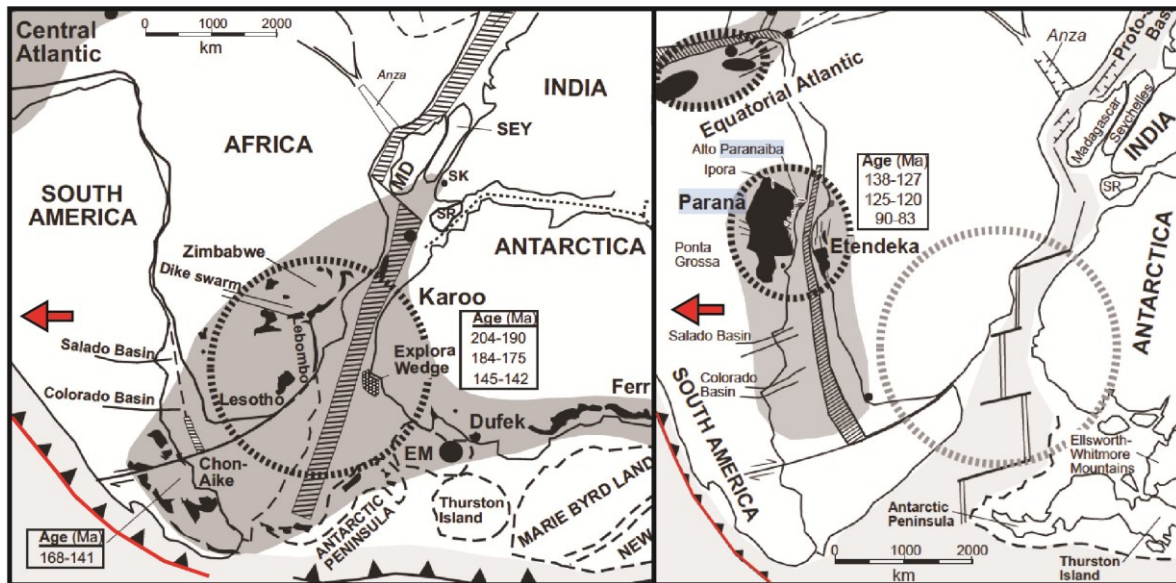 Central
Atlantic
0 1000 2000
km
Anza
INDIA
AFRICA
SEY
MD
SK
SR
SOUTH
AMERICA
ANTARCTICA
Zimbabwe
Dike swarm
Karoo
Lebombo
Age (Ma)
204-190
184-175
145-142
Salado Basin
Explora
Wedge
Colorado Basin
Lesotho
Ferr
Dufek
EM
Chon-
Aike
Age (Ma)
168-141
ANTARCTIC
PENINSULA
Thurston
Island
MARIE BYRD LAND
NEW
Anza
Proto-S
Bas
Equatorial Atlantic
Madagascar
Seychelles
INDIA
SR
Alto Paranaiba
Ipora
Age (Ma)
138-127
125-120
90-83
Paraná
Etendeka
Ponta
Grossa
ANTARCTICA
Salado Basin
Colorado
Basin
SOUTH AMERICA
Ellsworth-
Whitmore
Mountains
Antarctic
Peninsula
0 1000 2000
km
Thurston
Island